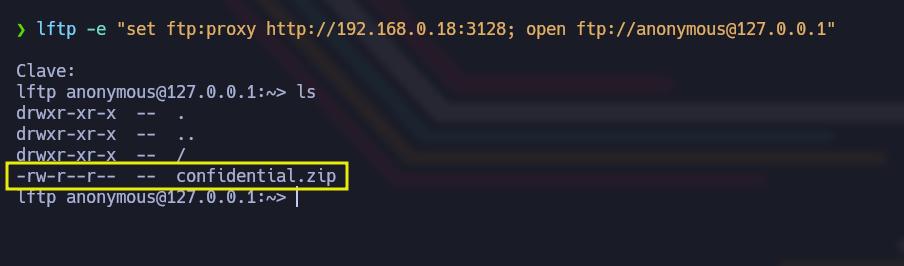 ❯ lftp -e "set ftp:proxy http://192.168.0.18:3128; open ftp://anonymous@127.0.0.1"
Clave:
lftp anonymous@127.0.0.1:~> ls
drwxr-xr-x  --  .
drwxr-xr-x  --  ..
drwxr-xr-x  --  /
-rw-r--r--  --  confidential.zip
lftp anonymous@127.0.0.1:~>